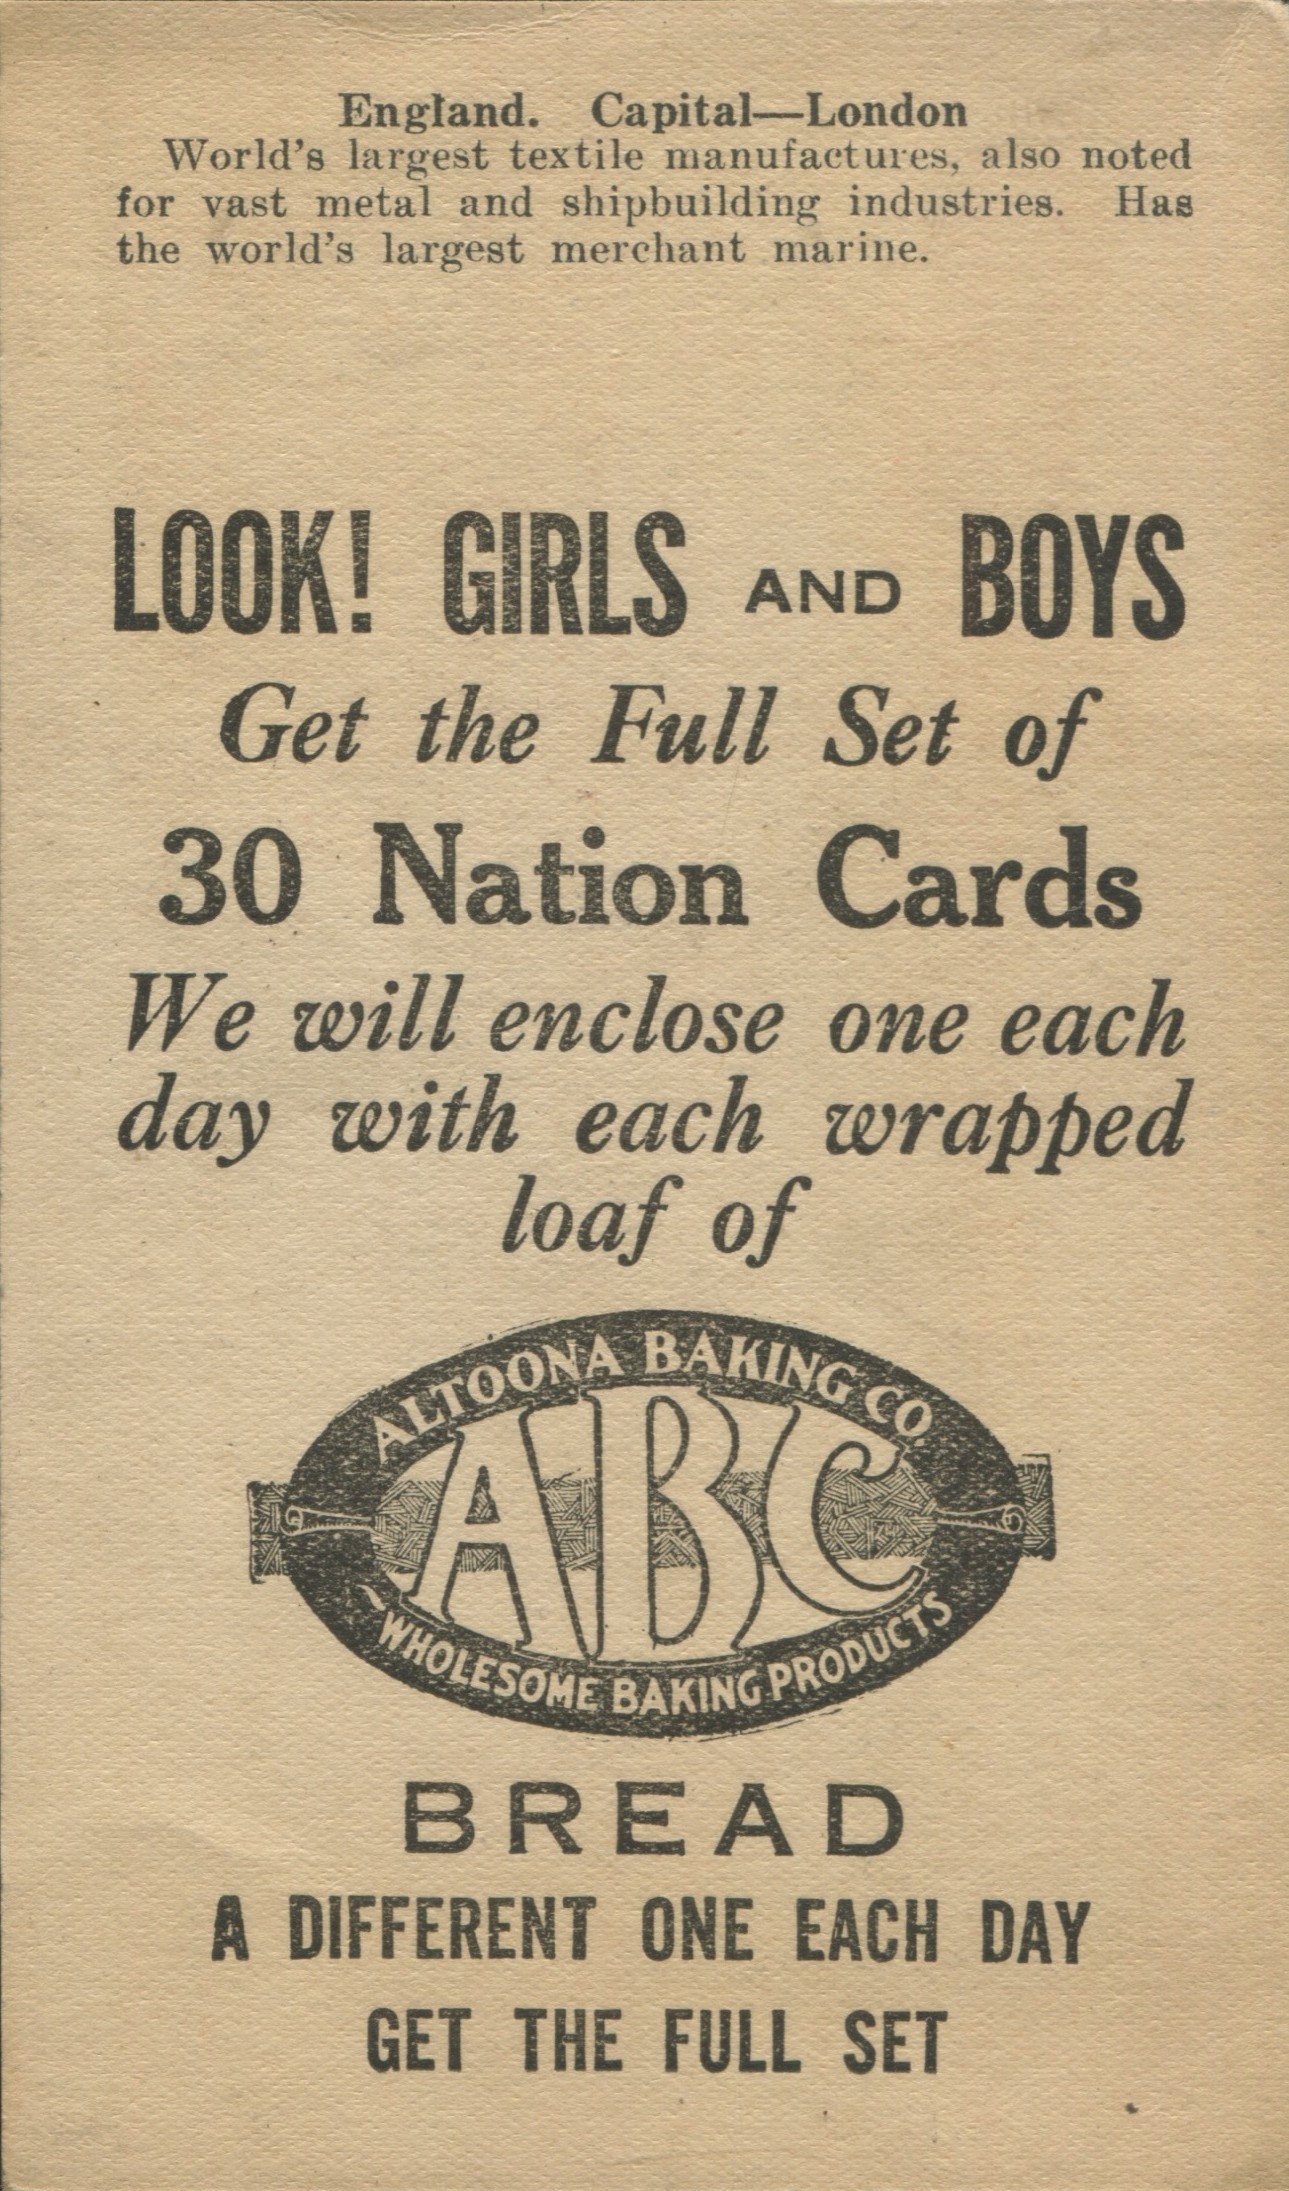 England. Capital—London
World's largest textile manufactures, also noted
for vast metal and shipbuilding industries. Has
the world's largest merchant marine.
LOOK! GIRLS AND BOYS
Get the Full Set of
30 Nation Cards
We will enclose one each
day with each wrapped
loaf of
ALTOONA BAKING CO.
ABC
WHOLESOME BAKING PRODUCTS
BREAD
A DIFFERENT ONE EACH DAY
GET THE FULL SET